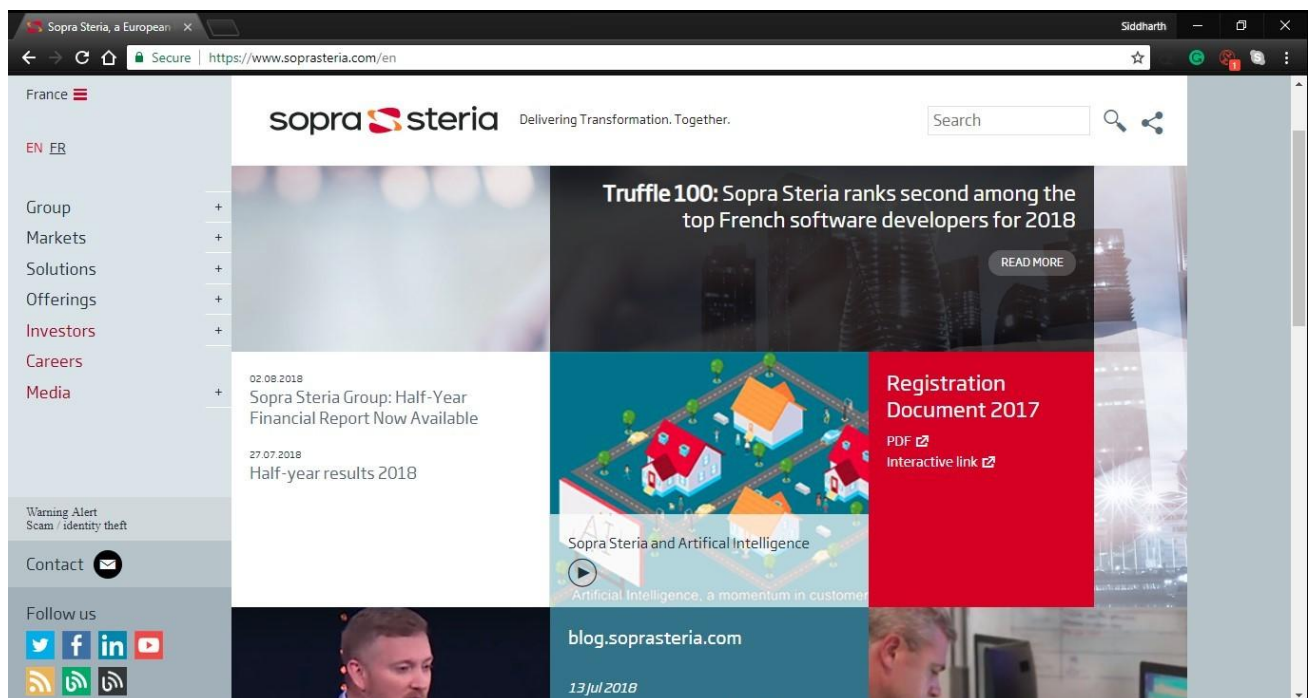 Sopra Steria, a European
Siddharth
Secure https://www.soprasteria.com/en
1
France
EN FR
Group +
Markets +
Solutions +
Offerings +
Investors +
Careers
Media +
Warning Alert
Scam / identity theft
Contact
Follow us
sopra steria
Delivering Transformation. Together.
Search
Truffle 100: Sopra Steria ranks second among the
top French software developers for 2018
READ MORE
02.08.2018
Sopra Steria Group: Half-Year
Financial Report Now Available
27.07.2018
Half-year results 2018
AI
Sopra Steria and Artifical Intelligence
Artificial Intelligence, a momentum in customer
Registration
Document 2017
PDF
Interactive link
blog.soprasteria.com
13 Jul 2018